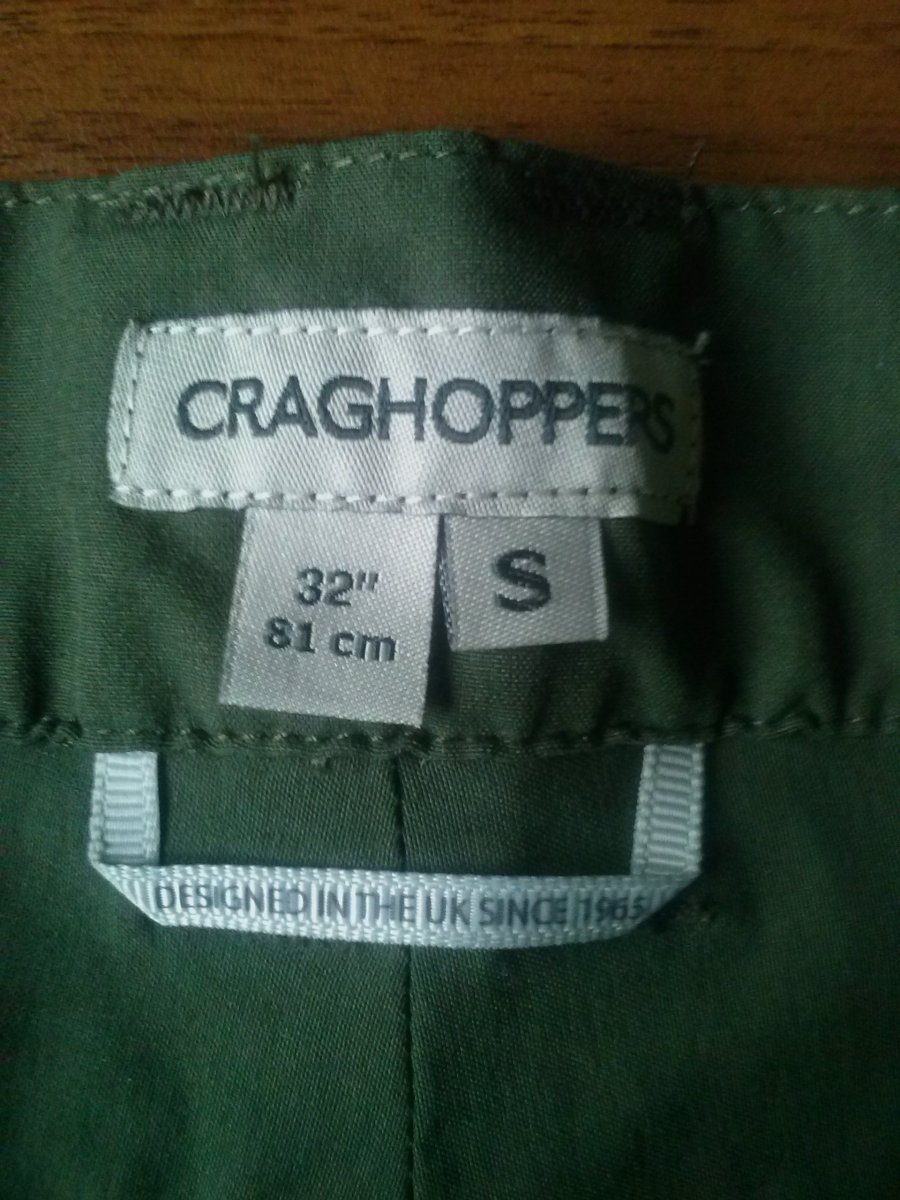 CRAGHOPPERS
32"
81 cm
S
DESIGNED IN THE UK SINCE 1965